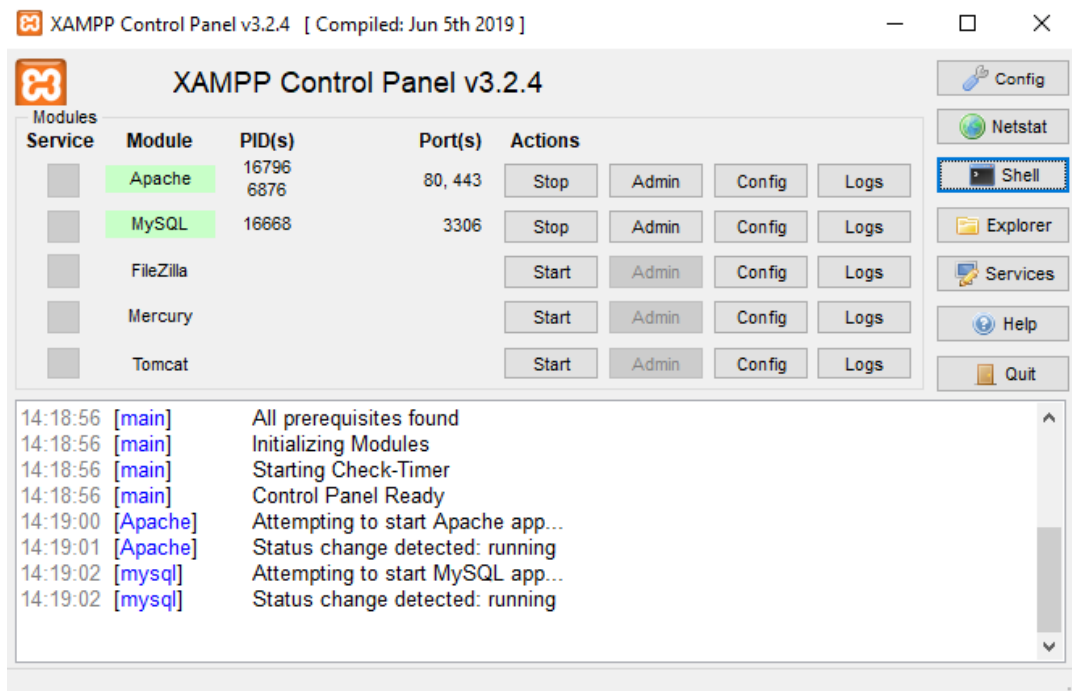 XAMPP Control Panel v3.2.4 [ Compiled: Jun 5th 2019 ]
XAMPP Control Panel v3.2.4
Config
Modules
Service Module PID(s) Port(s) Actions
Netstat
Apache 16796 6876 80, 443 Stop Admin Config Logs
Shell
MySQL 16668 3306 Stop Admin Config Logs
Explorer
FileZilla Start Admin Config Logs
Services
Mercury Start Admin Config Logs
Help
Tomcat Start Admin Config Logs
Quit
14:18:56 [main] All prerequisites found
14:18:56 [main] Initializing Modules
14:18:56 [main] Starting Check-Timer
14:18:56 [main] Control Panel Ready
14:19:00 [Apache] Attempting to start Apache app...
14:19:01 [Apache] Status change detected: running
14:19:02 [mysql] Attempting to start MySQL app...
14:19:02 [mysql] Status change detected: running